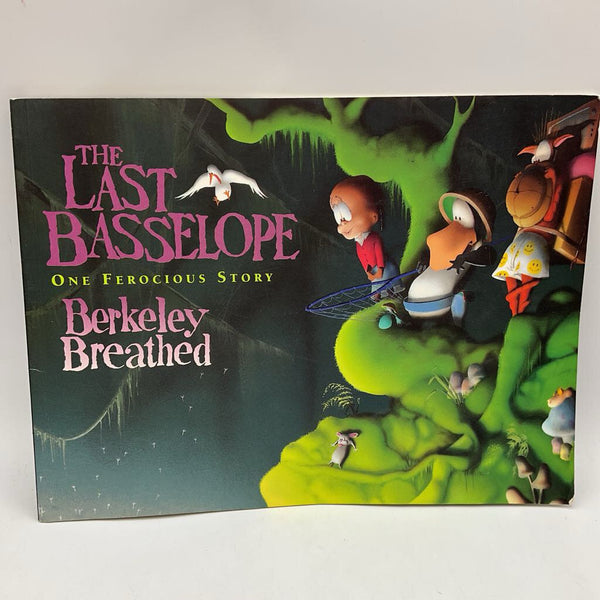 THE
LAST
BASSELOPE
ONE FEROCIOUS STORY
Berkeley
Breathed